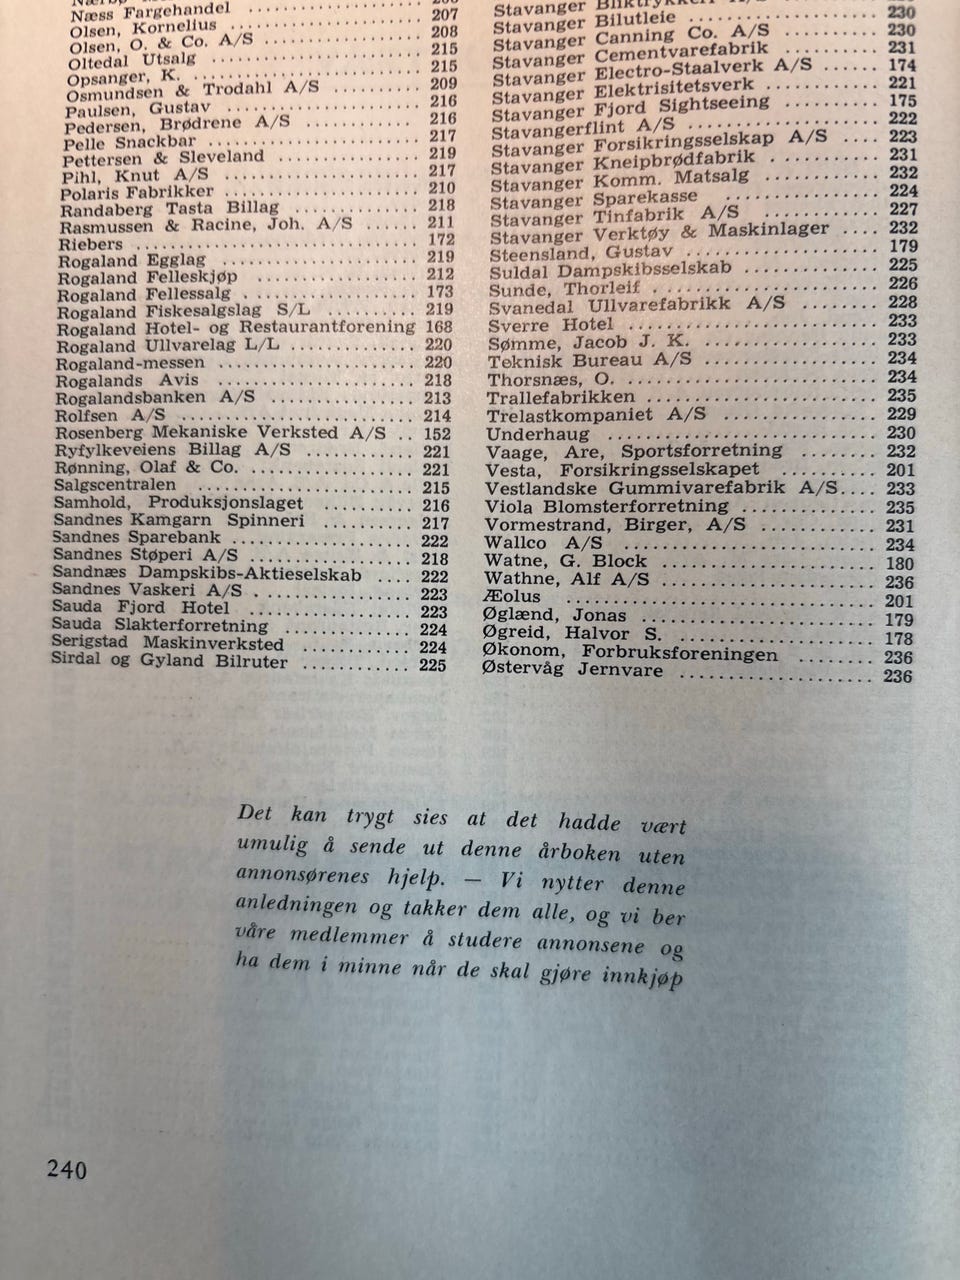 Næss Fargehandel
Olsen, Kornelius ........ 207
Olsen, O. & Co. A/S ........ 208
Oltedal Utsalg ........ 215
Opsanger, K. ........ 215
Osmundsen & Trodahl A/S ........ 209
Paulsen, Gustav ........ 216
Pedersen, Brødrene A/S ........ 216
Pelle Snackbar ........ 217
Pettersen & Sleveland ........ 219
Pihl, Knut A/S ........ 217
Polaris Fabrikker ........ 210
Randaberg Tasta Billag ........ 218
Rasmussen & Racine, Joh. A/S ...... 211
Riebers ........ 172
Rogaland Egglag ........ 219
Rogaland Felleskjøp ........ 212
Rogaland Fellessalg ........ 173
Rogaland Fiskesalgslag S/L ........ 219
Rogaland Hotel- og Restaurantforening 168
Rogaland Ullvarelag L/L ........ 220
Rogaland-messen ........ 220
Rogalands Avis ........ 218
Rogalandsbanken A/S ........ 213
Rolfsen A/S ........ 214
Rosenberg Mekaniske Verksted A/S .. 152
Ryfylkeveiens Billag A/S ........ 221
Rønning, Olaf & Co. ........ 221
Salgscentralen ........ 215
Samhold, Produksjonslaget ........ 216
Sandnes Kamgarn Spinneri ........ 217
Sandnes Sparebank ........ 222
Sandnes Støperi A/S ........ 218
Sandnæs Dampskibs-Aktieselskab .... 222
Sandnes Vaskeri A/S ........ 223
Sauda Fjord Hotel ........ 223
Sauda Slakterforretning ........ 224
Serigstad Maskinverksted ........ 224
Sirdal og Gyland Bilruter ........ 225
Stavanger Bliktrykkeri A/S
Stavanger Bilutleie ........ 230
Stavanger Canning Co. A/S ........ 230
Stavanger Cementvarefabrik ........ 231
Stavanger Electro-Staalverk A/S ...... 174
Stavanger Elektrisitetsverk ........ 221
Stavanger Fjord Sightseeing ........ 175
Stavangerflint A/S ........ 222
Stavanger Forsikringsselskap A/S .... 223
Stavanger Kneipbrødfabrik ........ 231
Stavanger Komm. Matsalg ........ 232
Stavanger Sparekasse ........ 224
Stavanger Tinfabrik A/S ........ 227
Stavanger Verktøy & Maskinlager .... 232
Steensland, Gustav ........ 179
Suldal Dampskibsselskab ........ 225
Sunde, Thorleif ........ 226
Svanedal Ullvarefabrikk A/S ........ 228
Sverre Hotel ........ 233
Sømme, Jacob J. K. ........ 233
Teknisk Bureau A/S ........ 234
Thorsnæs, O. ........ 234
Trallefabrikken ........ 235
Trelastkompaniet A/S ........ 229
Underhaug ........ 230
Vaage, Are, Sportsforretning ........ 232
Vesta, Forsikringsselskapet ........ 201
Vestlandske Gummivarefabrik A/S.... 233
Viola Blomsterforretning ........ 235
Vormestrand, Birger, A/S ........ 231
Wallco A/S ........ 234
Watne, G. Block ........ 180
Wathne, Alf A/S ........ 236
Æolus ........ 201
Øglænd, Jonas ........ 179
Øgreid, Halvor S. ........ 178
Økonom, Forbruksforeningen ........ 236
Østervåg Jernvare ........ 236
Det kan trygt sies at det hadde vært
umulig å sende ut denne årboken uten
annonsørenes hjelp. — Vi nytter denne
anledningen og takker dem alle, og vi ber
våre medlemmer å studere annonsene og
ha dem i minne når de skal gjøre innkjøp
240